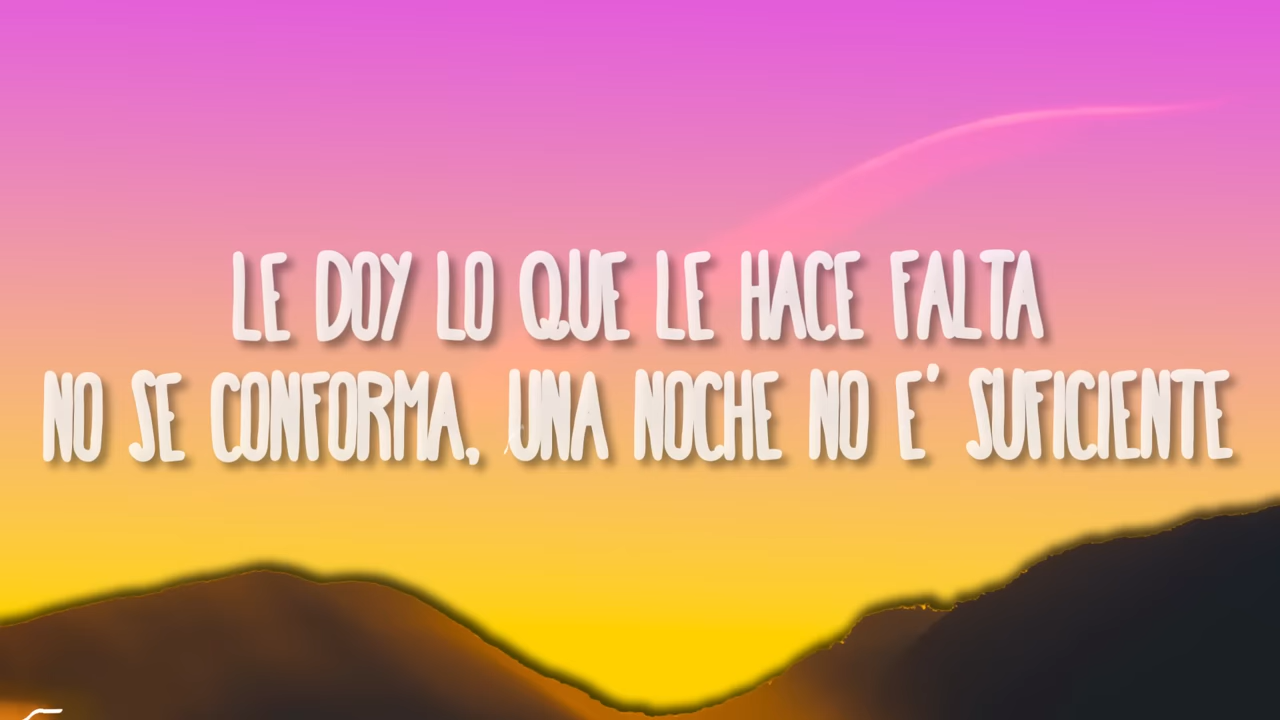 LE DOY LO QUE LE HACE FALTA
NO SE CONFORMA, UNA NOCHE NO E' SUFICIENTE